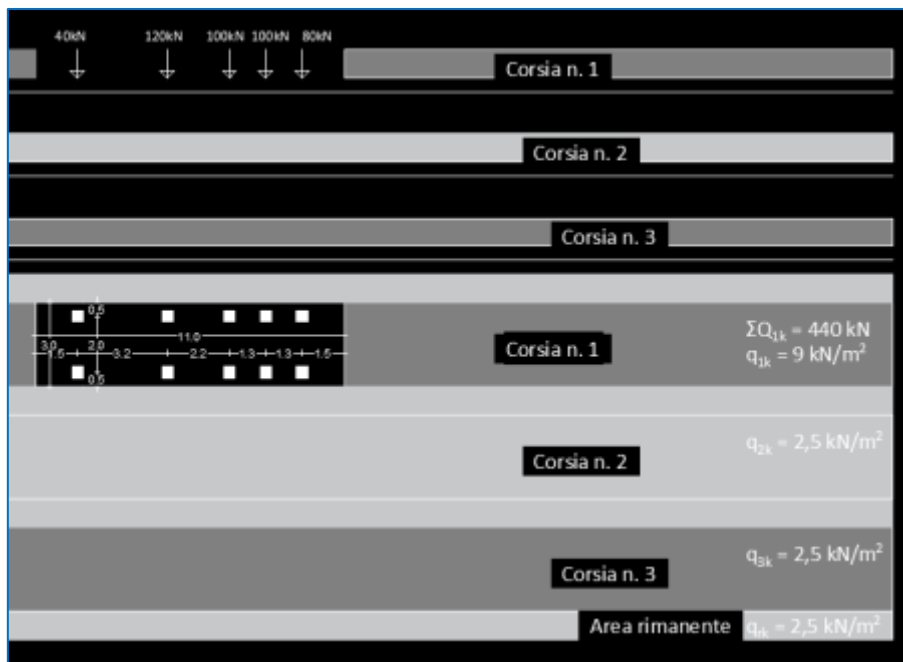 40kN 120kN 100kN 100kN 80kN
Corsia n. 1
Corsia n. 2
Corsia n. 3
0,5
11.0
3,0 2,0
1.5 3.2 2.2 1.3 1.3 1.5
0,5
Corsia n. 1
ΣQ1k = 440 kN
q1k = 9 kN/m²
q2k = 2,5 kN/m²
Corsia n. 2
q3k = 2,5 kN/m²
Corsia n. 3
Area rimanente qrk = 2,5 kN/m²